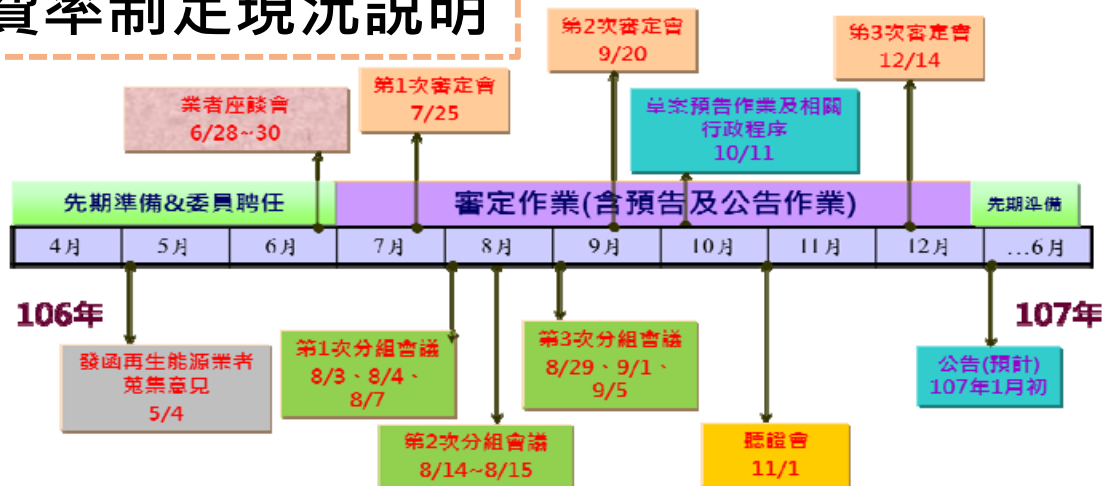 費率制定現況說明
第2次審定會
9/20
第3次審定會
12/14
第1次審定會
7/25
業者座談會
6/28~30
草案預告作業及相關
行政程序
10/11
先期準備&委員聘任
審定作業(含預告及公告作業)
先期準備
4月
5月
6月
7月
8月
9月
10月
11月
12月
…6月
106年
107年
發函再生能源業者
蒐集意見
5/4
第1次分組會議
8/3、8/4、
8/7
第3次分組會議
8/29、9/1、
9/5
公告(預計)
107年1月初
第2次分組會議
8/14~8/15
聽證會
11/1